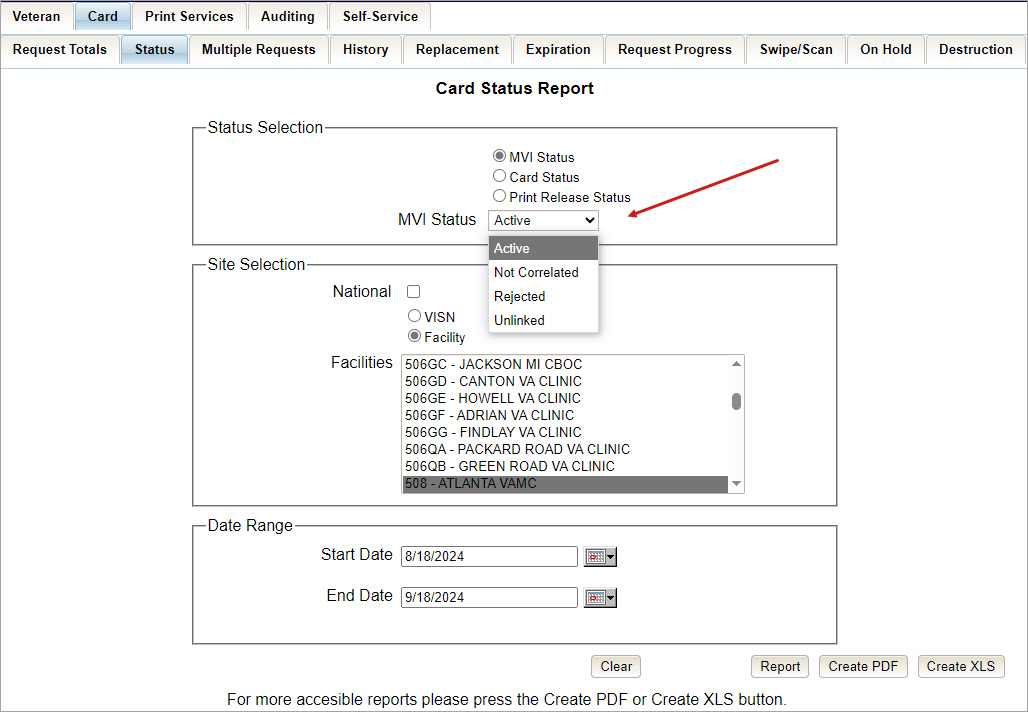 Veteran Card Print Services Auditing Self-Service
Request Totals Status Multiple Requests History Replacement Expiration Request Progress Swipe/Scan On Hold Destruction
Card Status Report
Status Selection
MVI Status
Card Status
Print Release Status
MVI Status Active
Active
Not Correlated
Rejected
Unlinked
Site Selection
National
VISN
Facility
Facilities
506GC - JACKSON MI CBOC
506GD - CANTON VA CLINIC
506GE - HOWELL VA CLINIC
506GF - ADRIAN VA CLINIC
506GG - FINDLAY VA CLINIC
506QA - PACKARD ROAD VA CLINIC
506QB - GREEN ROAD VA CLINIC
508 - ATLANTA VAMC
Date Range
Start Date 8/18/2024
End Date 9/18/2024
Clear Report Create PDF Create XLS
For more accesible reports please press the Create PDF or Create XLS button.